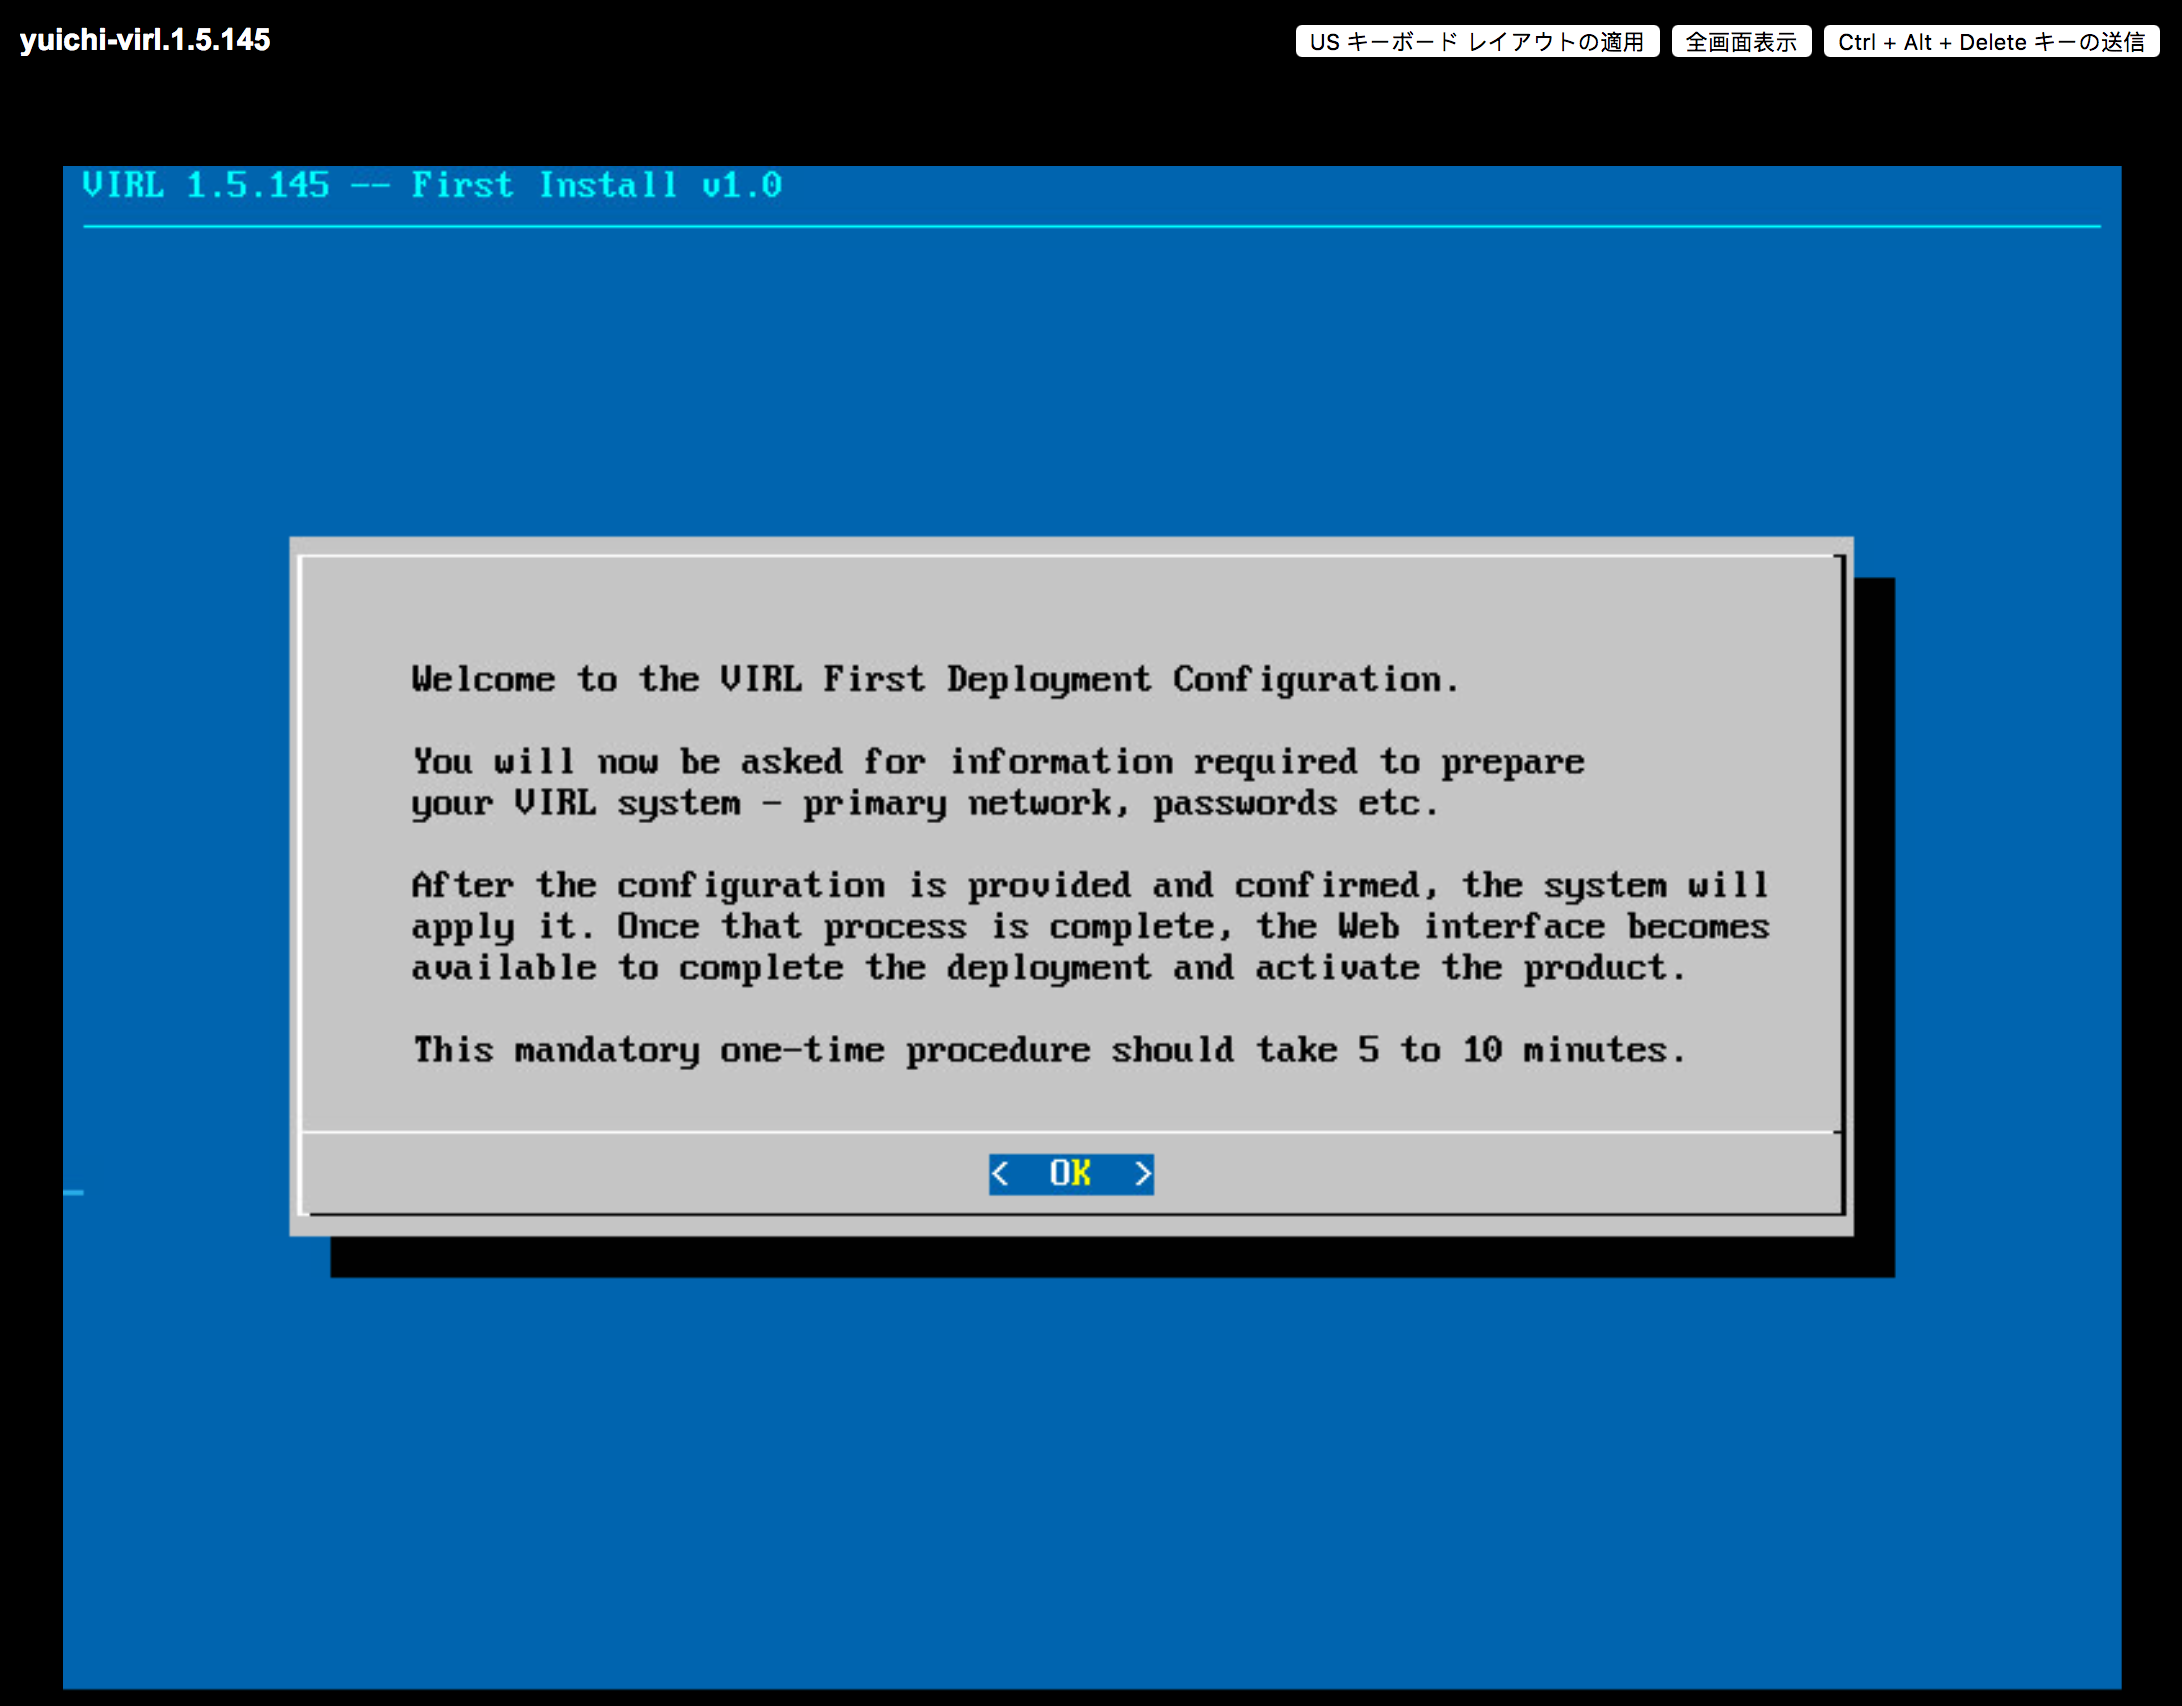 yuichi-virl.1.5.145
US キーボード レイアウトの適用
全画面表示
Ctrl + Alt + Delete キーの送信
VIRL 1.5.145 -- First Install v1.0
Welcome to the VIRL First Deployment Configuration.
You will now be asked for information required to prepare
your VIRL system - primary network, passwords etc.
After the configuration is provided and confirmed, the system will
apply it. Once that process is complete, the Web interface becomes
available to complete the deployment and activate the product.
This mandatory one-time procedure should take 5 to 10 minutes.
< OK >